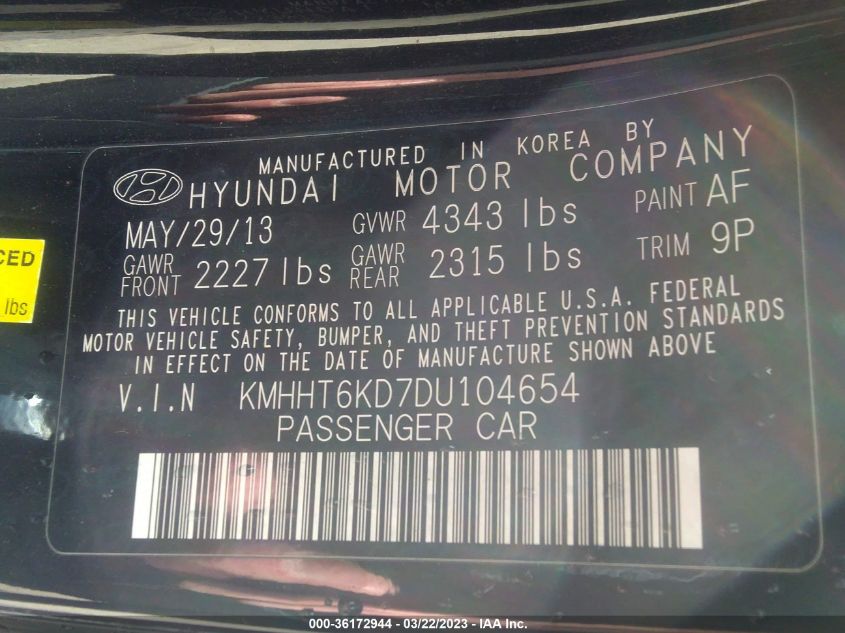 MANUFACTURED IN KOREA BY
HYUNDAI MOTOR COMPANY
MAY/29/13 GVWR 4343 lbs PAINT AF
GAWR FRONT 2227 lbs GAWR REAR 2315 lbs TRIM 9P
THIS VEHICLE CONFORMS TO ALL APPLICABLE U.S.A. FEDERAL
MOTOR VEHICLE SAFETY, BUMPER, AND THEFT PREVENTION STANDARDS
IN EFFECT ON THE DATE OF MANUFACTURE SHOWN ABOVE
V.I.N KMHHT6KD7DU104654
PASSENGER CAR
CED
lbs
000-36172944 - 03/22/2023 - IAA Inc.